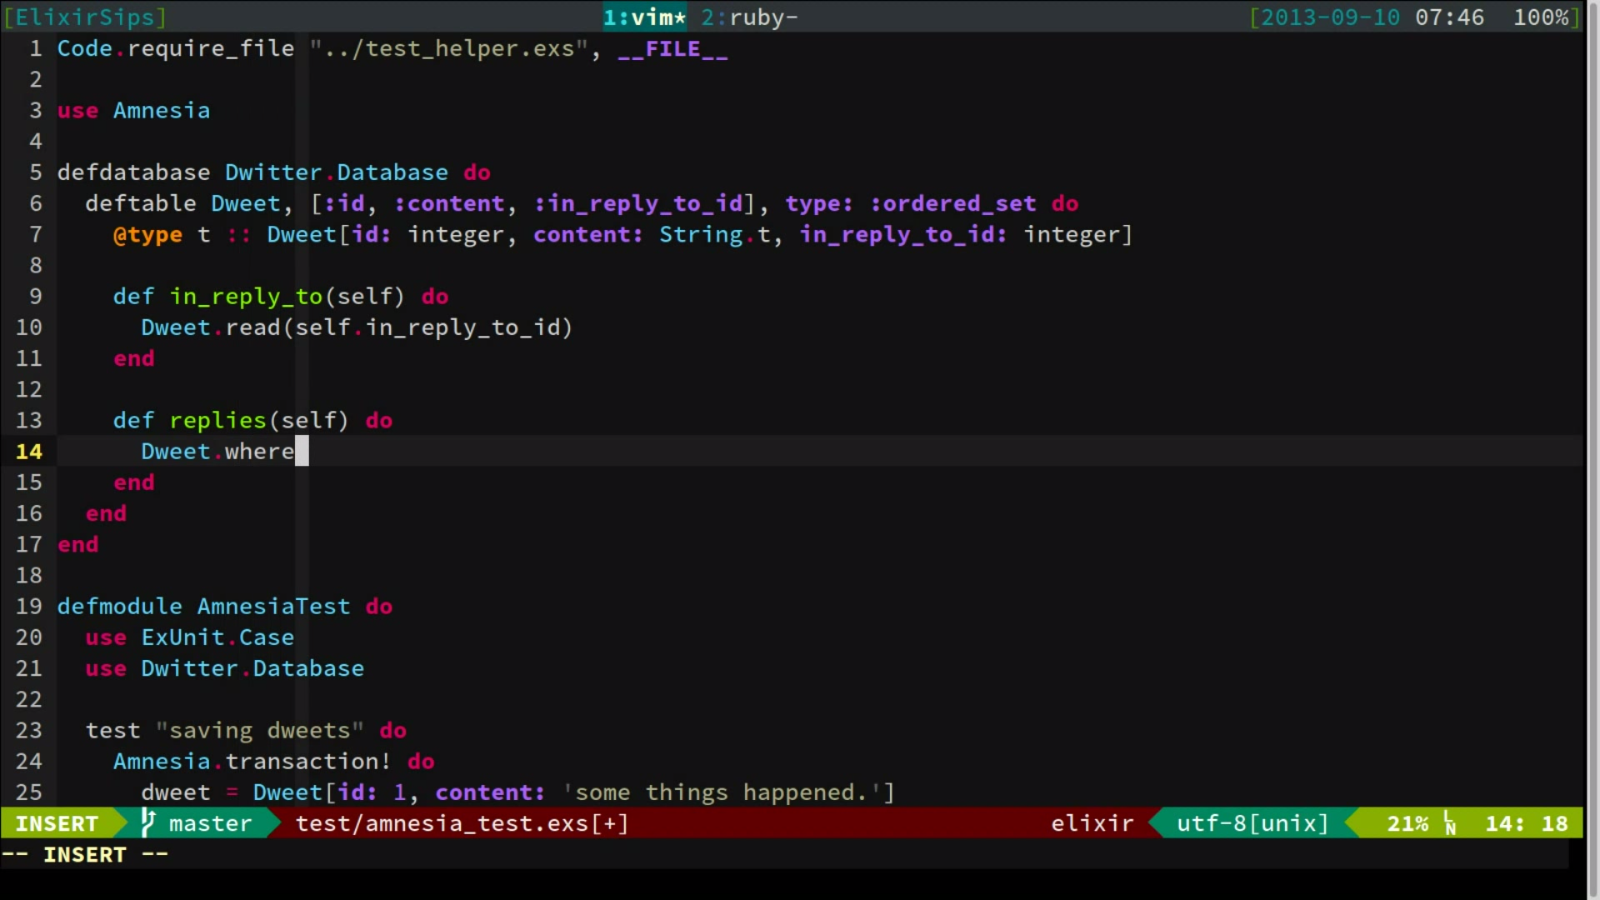 [ElixirSips] 1:vim* 2:ruby- [2013-09-10 07:46 100%]
1 Code.require_file "../test_helper.exs", __FILE__
2
3 use Amnesia
4
5 defdatabase Dwitter.Database do
6   deftable Dweet, [:id, :content, :in_reply_to_id], type: :ordered_set do
7     @type t :: Dweet[id: integer, content: String.t, in_reply_to_id: integer]
8
9     def in_reply_to(self) do
10       Dweet.read(self.in_reply_to_id)
11     end
12
13     def replies(self) do
14       Dweet.where
15     end
16   end
17 end
18
19 defmodule AmnesiaTest do
20   use ExUnit.Case
21   use Dwitter.Database
22
23   test "saving dweets" do
24     Amnesia.transaction! do
25       dweet = Dweet[id: 1, content: 'some things happened.']
INSERT master test/amnesia_test.exs[+] elixir utf-8[unix] 21% LN 14: 18
-- INSERT --